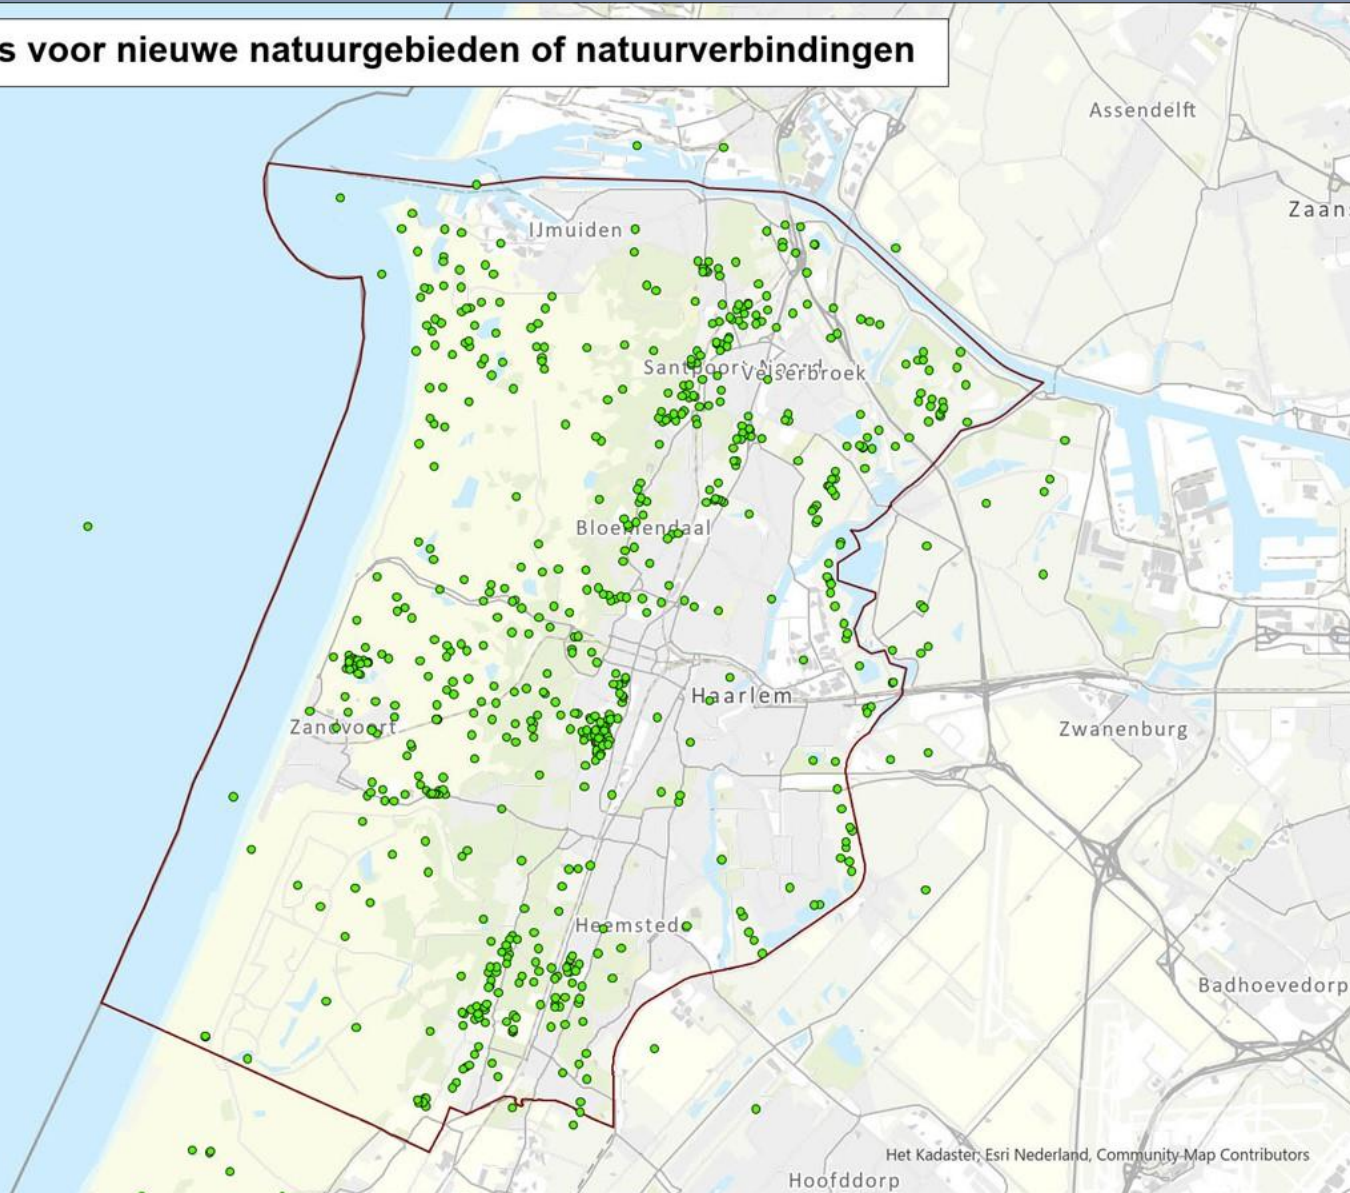 s voor nieuwe natuurgebieden of natuurverbindingen
Assendelft
Zaan
IJmuiden
Santpoort-Noord
Velserbroek
Bloemendaal
Haarlem
Zandvoort
Zwanenburg
Heemstede
Badhoevedorp
Het Kadaster, Esri Nederland, Community Map Contributors
Hoofddorp